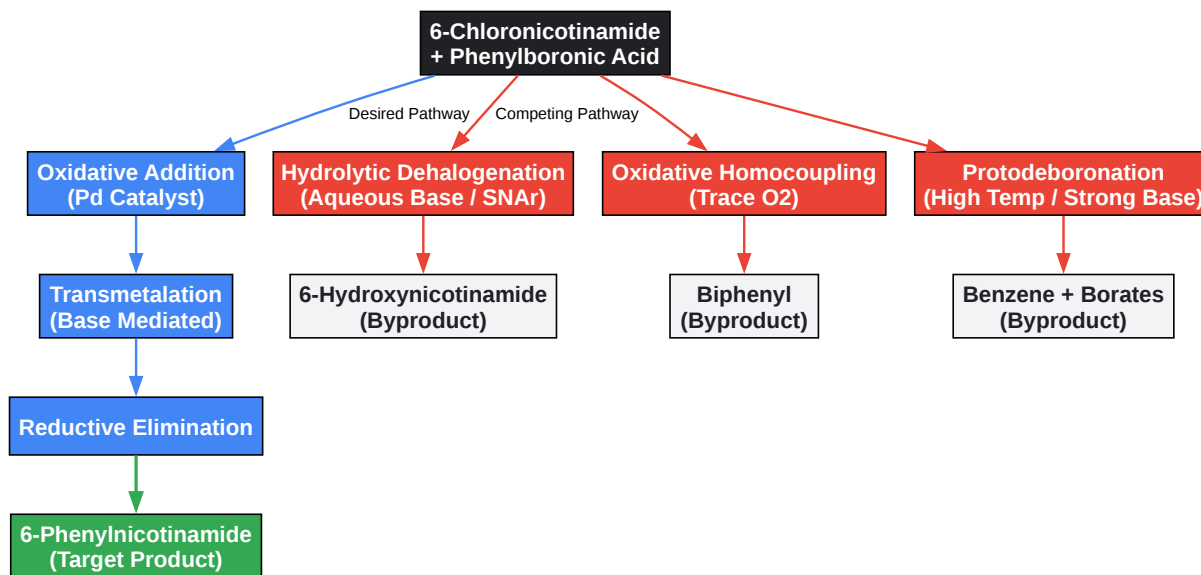 6-Chloronicotinamide
+ Phenylboronic Acid
Desired Pathway
Competing Pathway
Oxidative Addition
(Pd Catalyst)
Hydrolytic Dehalogenation
(Aqueous Base / SNAr)
Oxidative Homocoupling
(Trace O2)
Protodeboronation
(High Temp / Strong Base)
Transmetalation
(Base Mediated)
6-Hydroxynicotinamide
(Byproduct)
Biphenyl
(Byproduct)
Benzene + Borates
(Byproduct)
Reductive Elimination
6-Phenylnicotinamide
(Target Product)